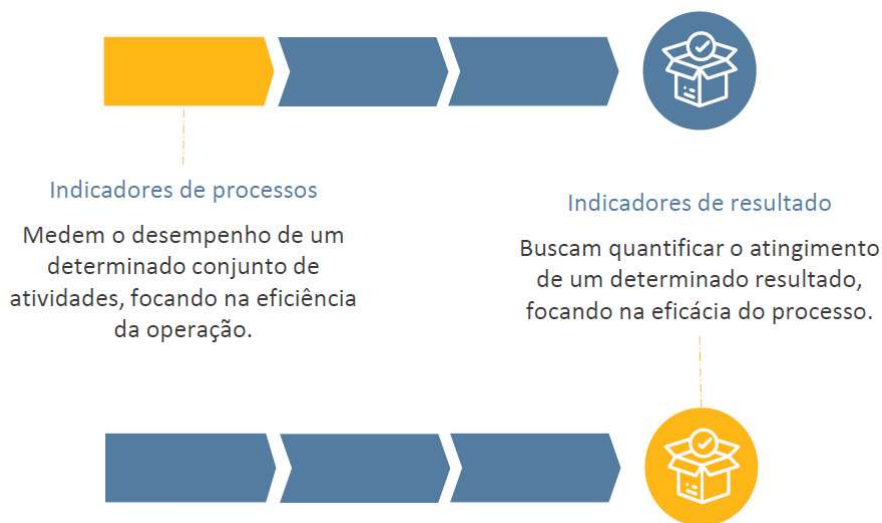 Indicadores de processos
Medem o desempenho de um
determinado conjunto de
atividades, focando na eficiência
da operação.
Indicadores de resultado
Buscam quantificar o atingimento
de um determinado resultado,
focando na eficácia do processo.